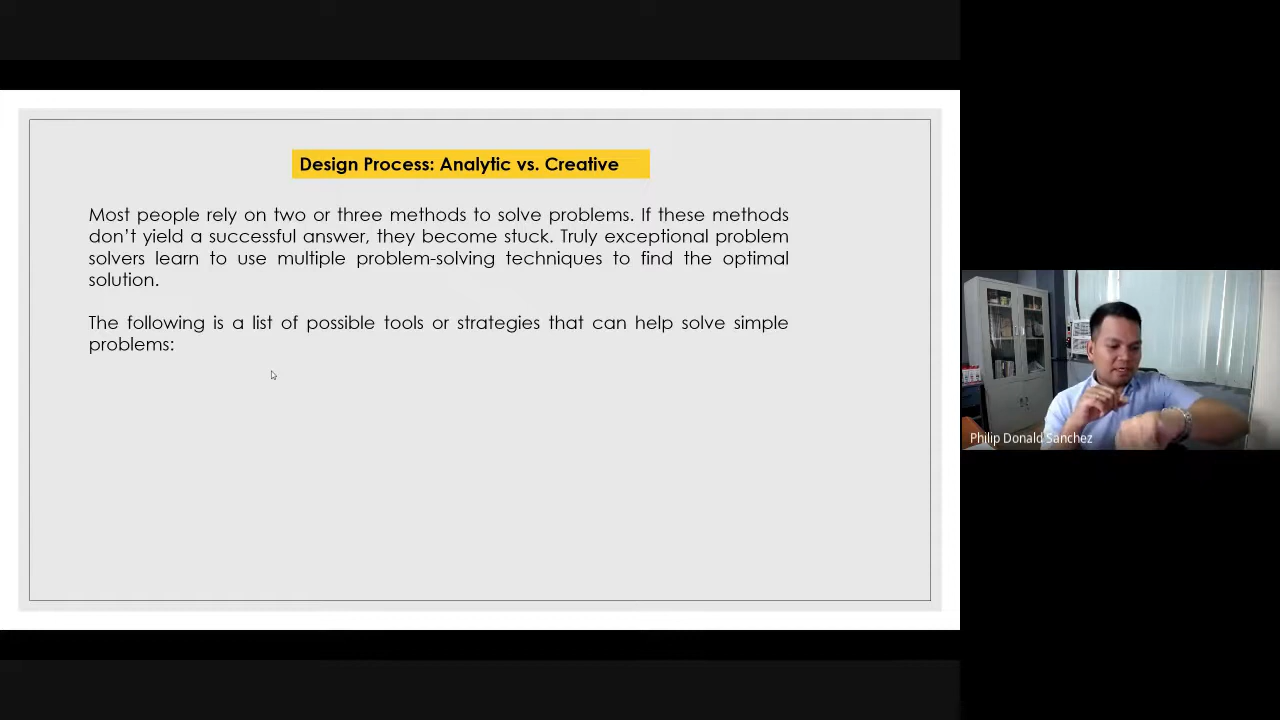 Design Process: Analytic vs. Creative
Most people rely on two or three methods to solve problems. If these methods
don’t yield a successful answer, they become stuck. Truly exceptional problem
solvers learn to use multiple problem-solving techniques to find the optimal
solution.
The following is a list of possible tools or strategies that can help solve simple
problems:
Philip Donald Sanchez